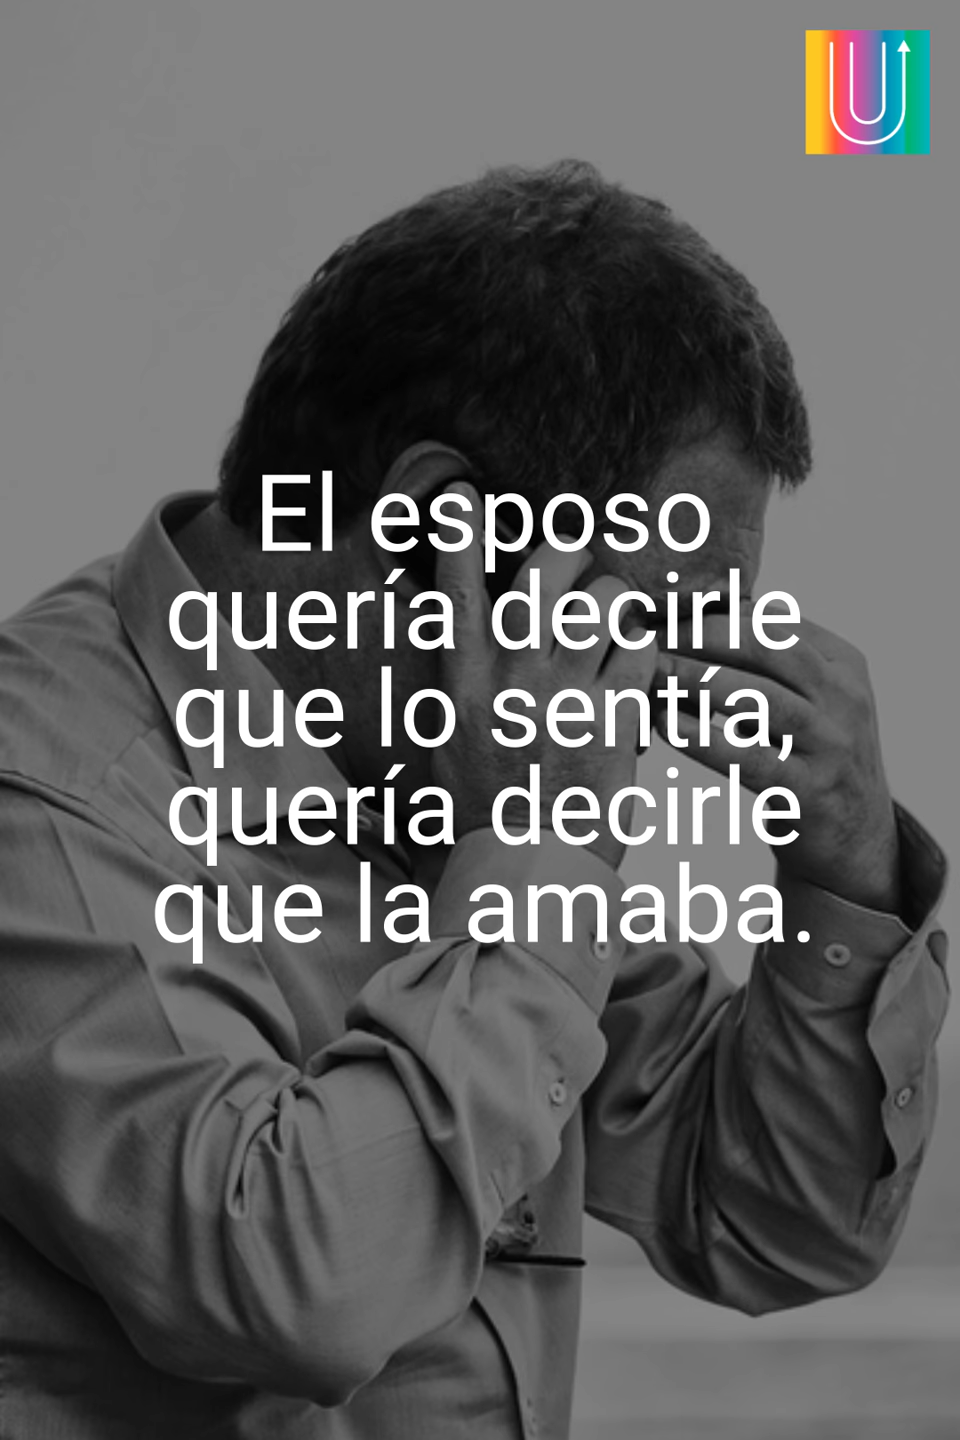 El esposo
quería decirle
que lo sentía,
quería decirle
que la amaba.